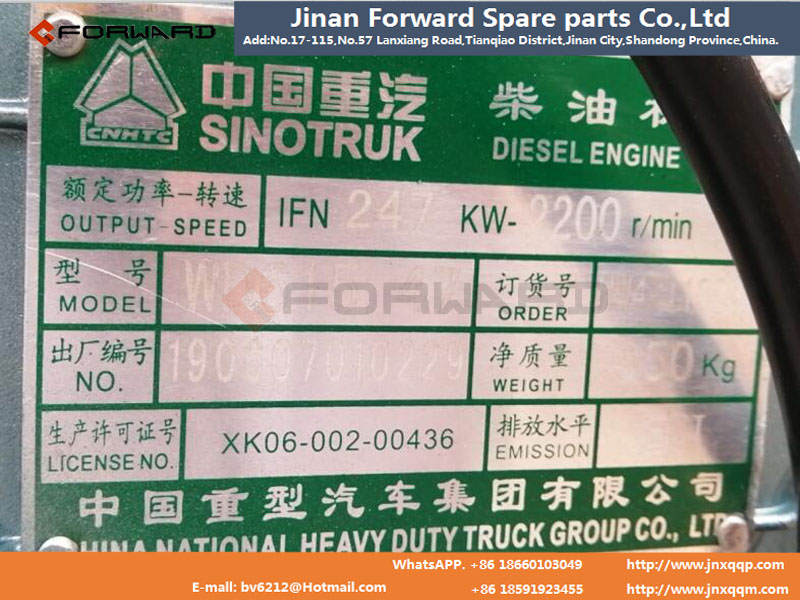 Jinan Forward Spare parts Co.,Ltd
Add:No.17-115,No.57 Lanxiang Road,Tianqiao District,Jinan City,Shandong Province,China.
FORWARD
中国重汽 柴油
CNHTC
SINOTRUK DIESEL ENGINE
额定功率-转速
OUTPUT-SPEED
IFN 247 KW-2200 r/min
型号
MODEL
订货号
ORDER
FORWARD
出厂编号
NO.
净质量
WEIGHT
Kg
生产许可证号
LICENSE NO.
XK06-002-00436
排放水平
EMISSION
中国重型汽车集团有限公司
NATIONAL HEAVY DUTY TRUCK GROUP CO.,
WhatsAPP. +86 18660103049 http://www.jnxqqp.com
E-mall: bv6212@Hotmail.com +86 18591923455 http://www.jnxqqm.com